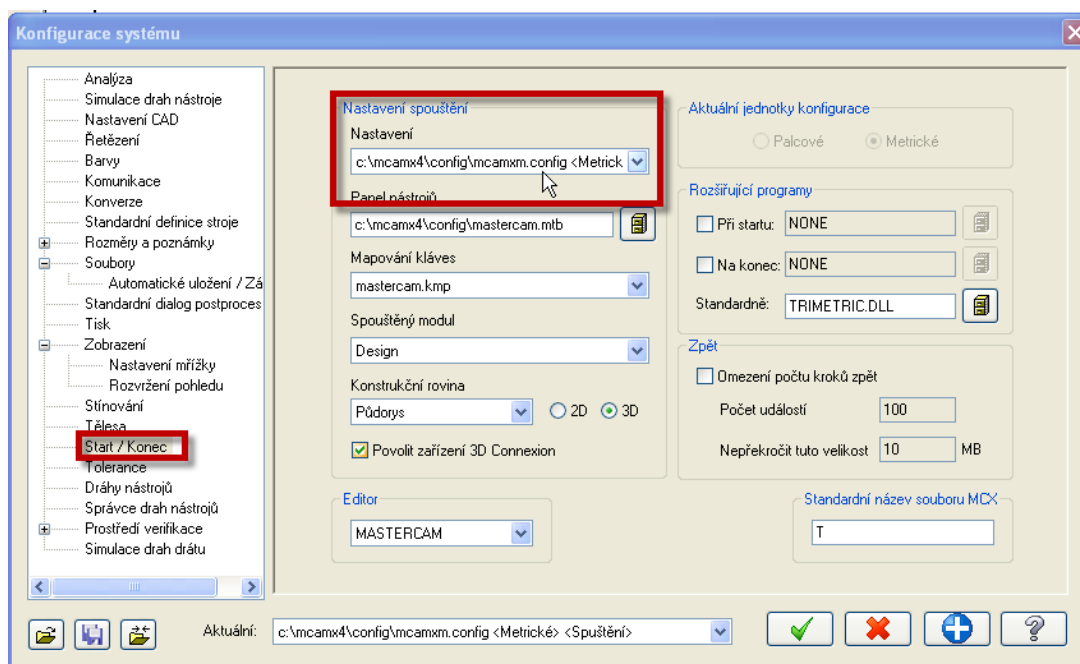 Konfigurace systému
Analýza
Simulace drah nástroje
Nastavení CAD
Řetězení
Barvy
Komunikace
Konverze
Standardní definice stroje
Rozměry a poznámky
Soubory
Automatické uložení / Zá
Standardní dialog postproces
Tisk
Zobrazení
Nastavení mřížky
Rozvržení pohledu
Stínování
Tělesa
Start / Konec
Tolerance
Dráhy nástrojů
Správce drah nástrojů
Prostředí verifikace
Simulace drah drátu
Nastavení spouštění
Nastavení
c:\mcamx4\config\mcamxm.config <Metrick
Panel nástrojů
c:\mcamx4\config\mastercam.mtb
Mapování kláves
mastercam.kmp
Spouštěný modul
Design
Konstrukční rovina
Půdorys 2D 3D
Povolit zařízení 3D Connexion
Editor
MASTERCAM
Aktuální jednotky konfigurace
Palcové Metrické
Rozšiřující programy
Při startu: NONE
Na konec: NONE
Standardně: TRIMETRIC.DLL
Zpět
Omezení počtu kroků zpět
Počet událostí 100
Nepřekročit tuto velikost 10 MB
Standardní název souboru MCX
T
Aktuální: c:\mcamx4\config\mcamxm.config <Metrické> <Spuštění>